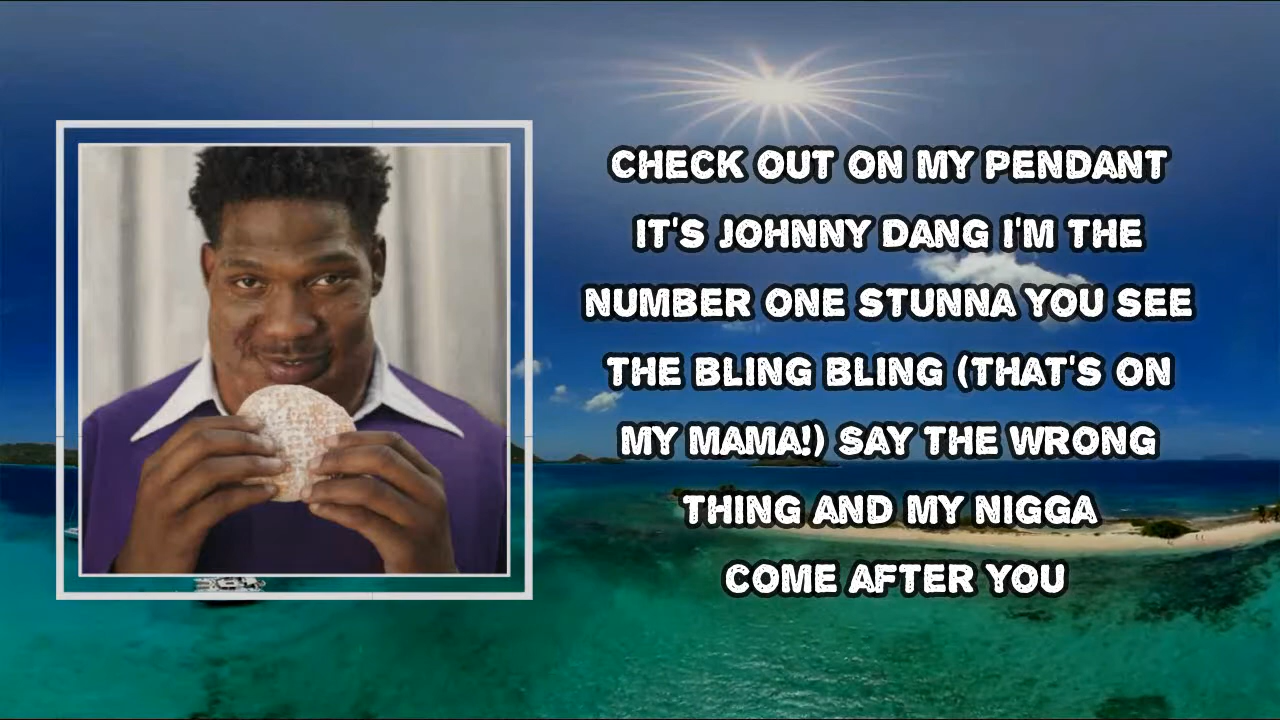 CHECK OUT ON MY PENDANT
IT'S JOHNNY DANG I'M THE
NUMBER ONE STUNNA YOU SEE
THE BLING BLING (THAT'S ON
MY MAMA!) SAY THE WRONG
THING AND MY NIGGA
COME AFTER YOU